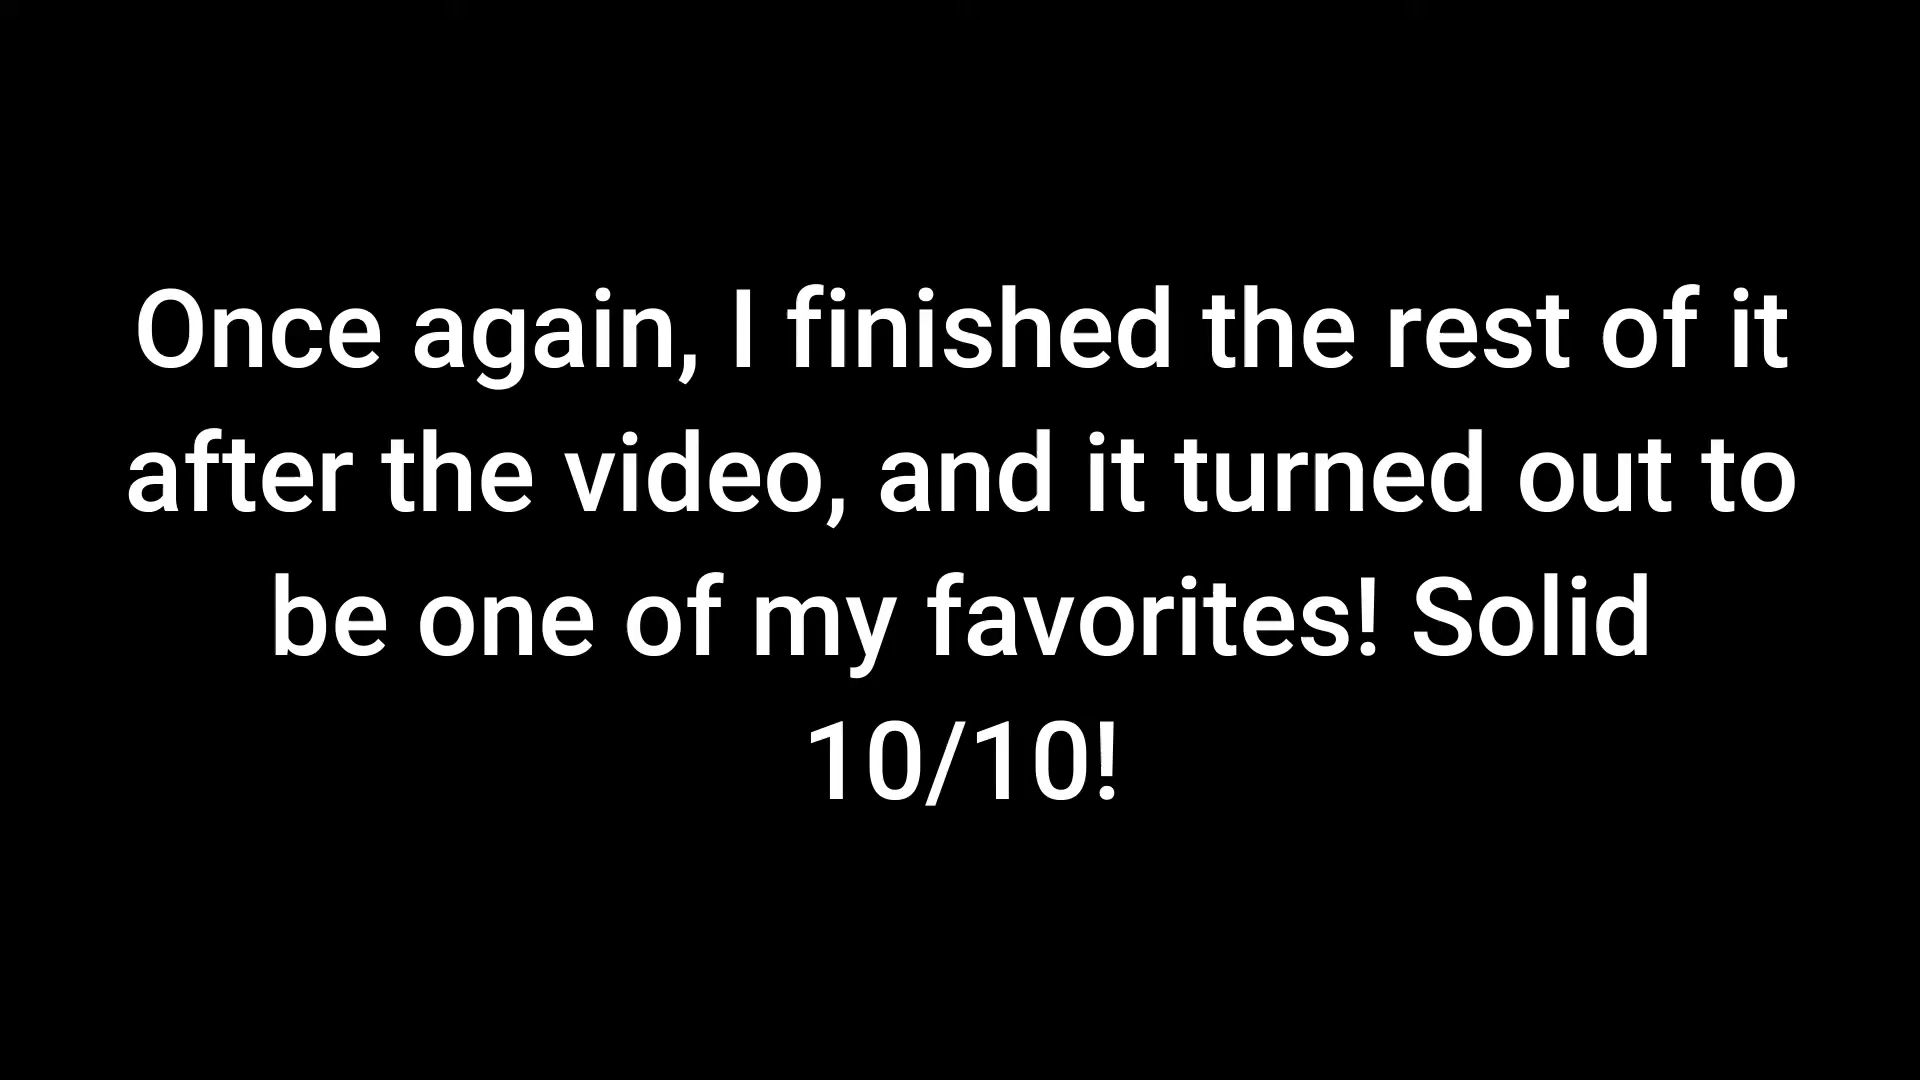 Once again, I finished the rest of it
after the video, and it turned out to
be one of my favorites! Solid
10/10!